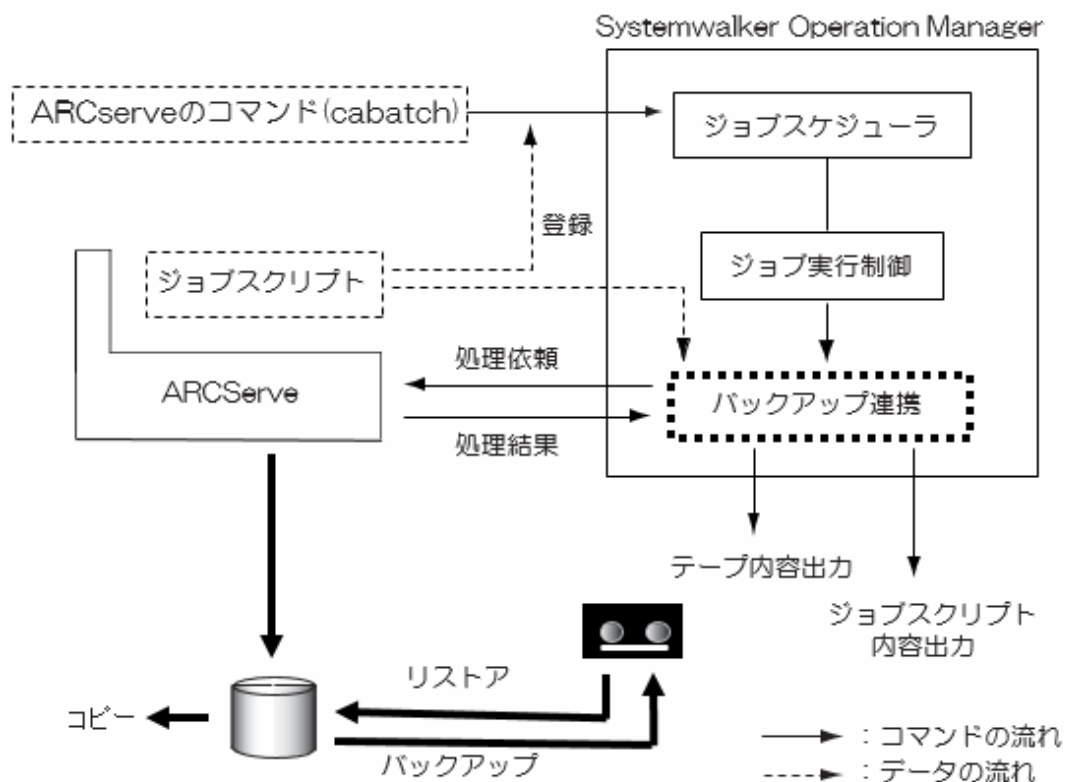 Systemwalker Operation Manager
ARCserveのコマンド(cabatch)
ジョブスケジューラ
登録
ジョブスクリプト
ジョブ実行制御
処理依頼
ARCServe
バックアップ連携
処理結果
テープ内容出力
ジョブスクリプト
内容出力
リストア
コピー
バックアップ
：コマンドの流れ
：データの流れ